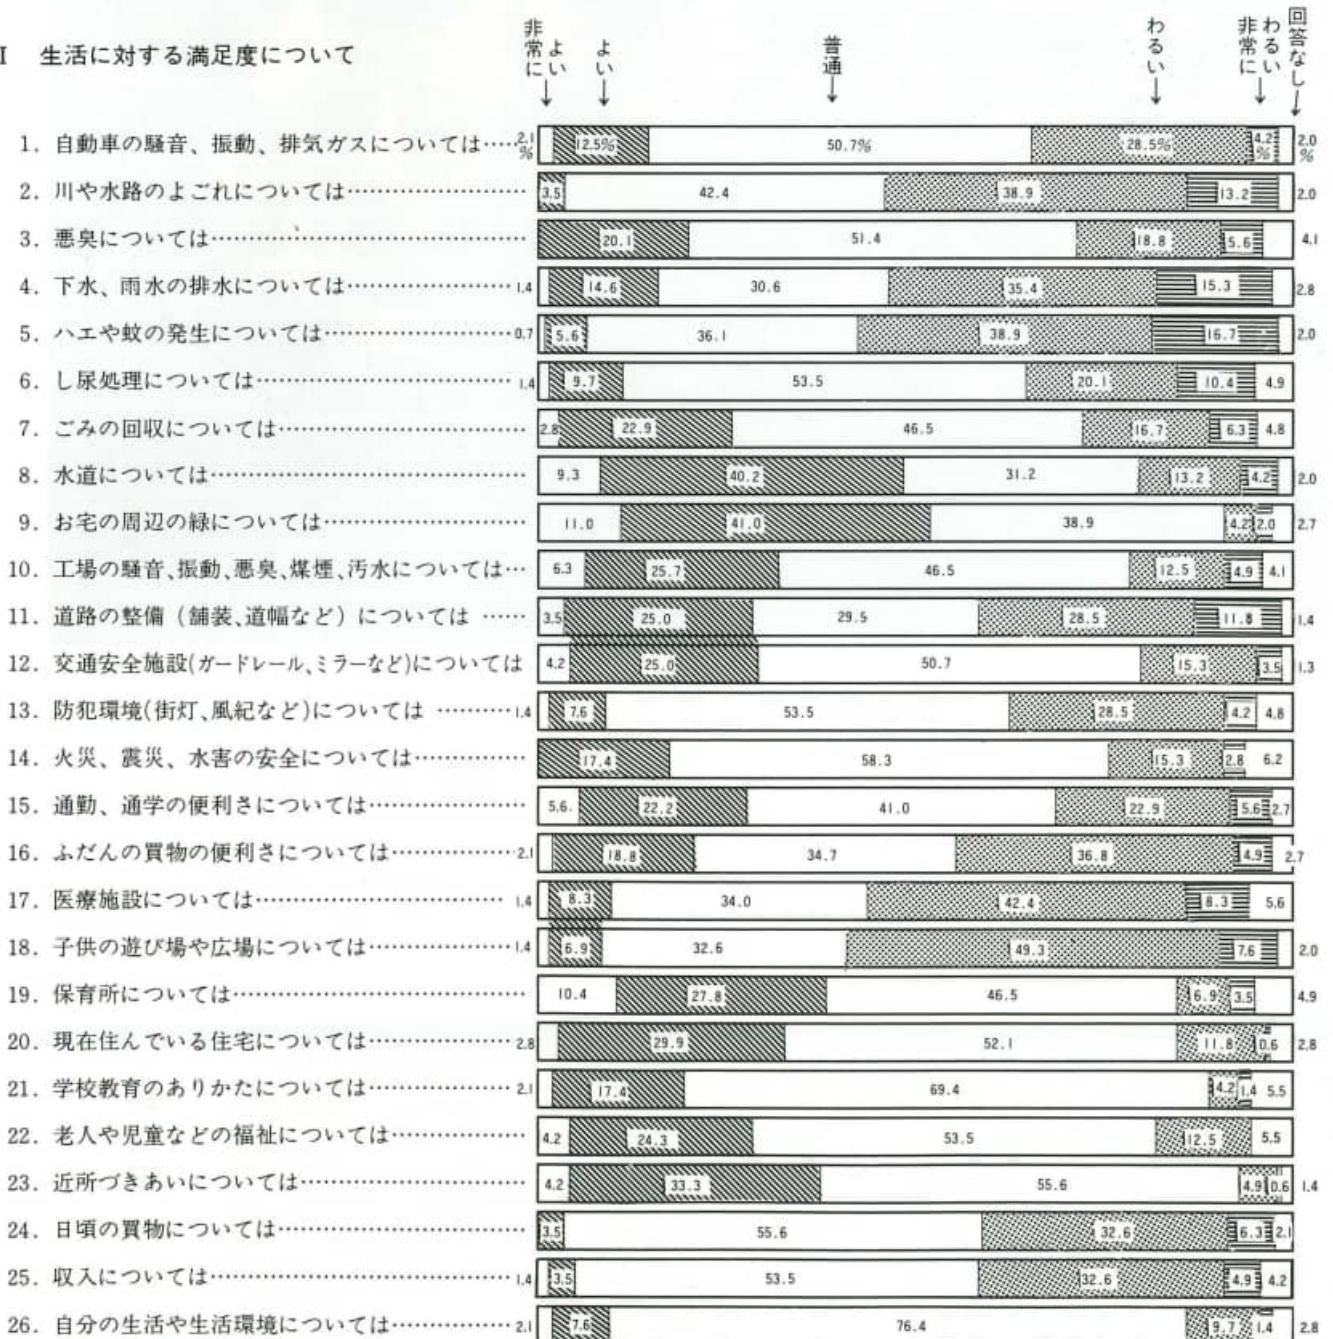 I 生活に対する満足度について
非常によい よい 普通 わるい 非常にわるい 回答なし
1. 自動車の騒音、振動、排気ガスについては…… 2.1% 12.5% 50.7% 28.5% 4.2% 2.0%
2. 川や水路のよごれについては…………… 3.5 42.4 38.9 13.2 2.0
3. 悪臭については…………… 20.1 51.4 18.8 5.6 4.1
4. 下水、雨水の排水については…………… 1.4 14.6 30.6 35.4 15.3 2.8
5. ハエや蚊の発生については…………… 0.7 5.6 36.1 38.9 16.7 2.0
6. し尿処理については…………… 1.4 9.7 53.5 20.1 10.4 4.9
7. ごみの回収については…………… 2.8 22.9 46.5 16.7 6.3 4.8
8. 水道については…………… 9.3 40.2 31.2 13.2 4.2 2.0
9. お宅の周辺の緑については…………… 11.0 41.0 38.9 4.2 2.0 2.7
10. 工場の騒音、振動、悪臭、煤煙、汚水については… 6.3 25.7 46.5 12.5 4.9 4.1
11. 道路の整備（舗装、道幅など）については …… 3.5 25.0 29.5 28.5 11.8 1.4
12. 交通安全施設(ガードレール、ミラーなど)については 4.2 25.0 50.7 15.3 3.5 1.3
13. 防犯環境(街灯、風紀など)については ……… 1.4 7.6 53.5 28.5 4.2 4.8
14. 火災、震災、水害の安全については………… 17.4 58.3 15.3 2.8 6.2
15. 通勤、通学の便利さについては…………… 5.6 22.2 41.0 22.9 5.6 2.7
16. ふだんの買物の便利さについては…………… 2.1 18.8 34.7 36.8 4.9 2.7
17. 医療施設については…………… 1.4 8.3 34.0 42.4 8.3 5.6
18. 子供の遊び場や広場については…………… 1.4 6.9 32.6 49.3 7.6 2.0
19. 保育所については…………… 10.4 27.8 46.5 6.9 3.5 4.9
20. 現在住んでいる住宅については…………… 2.8 29.9 52.1 11.8 0.6 2.8
21. 学校教育のありかたについては…………… 2.1 17.4 69.4 4.2 1.4 5.5
22. 老人や児童などの福祉については…………… 4.2 24.3 53.5 12.5 5.5
23. 近所づきあいについては…………… 4.2 33.3 55.6 4.9 0.6 1.4
24. 日頃の買物については…………… 3.5 55.6 32.6 6.3 2.1
25. 収入については…………… 1.4 3.5 53.5 32.6 4.9 4.2
26. 自分の生活や生活環境については…………… 2.1 7.6 76.4 9.7 1.4 2.8